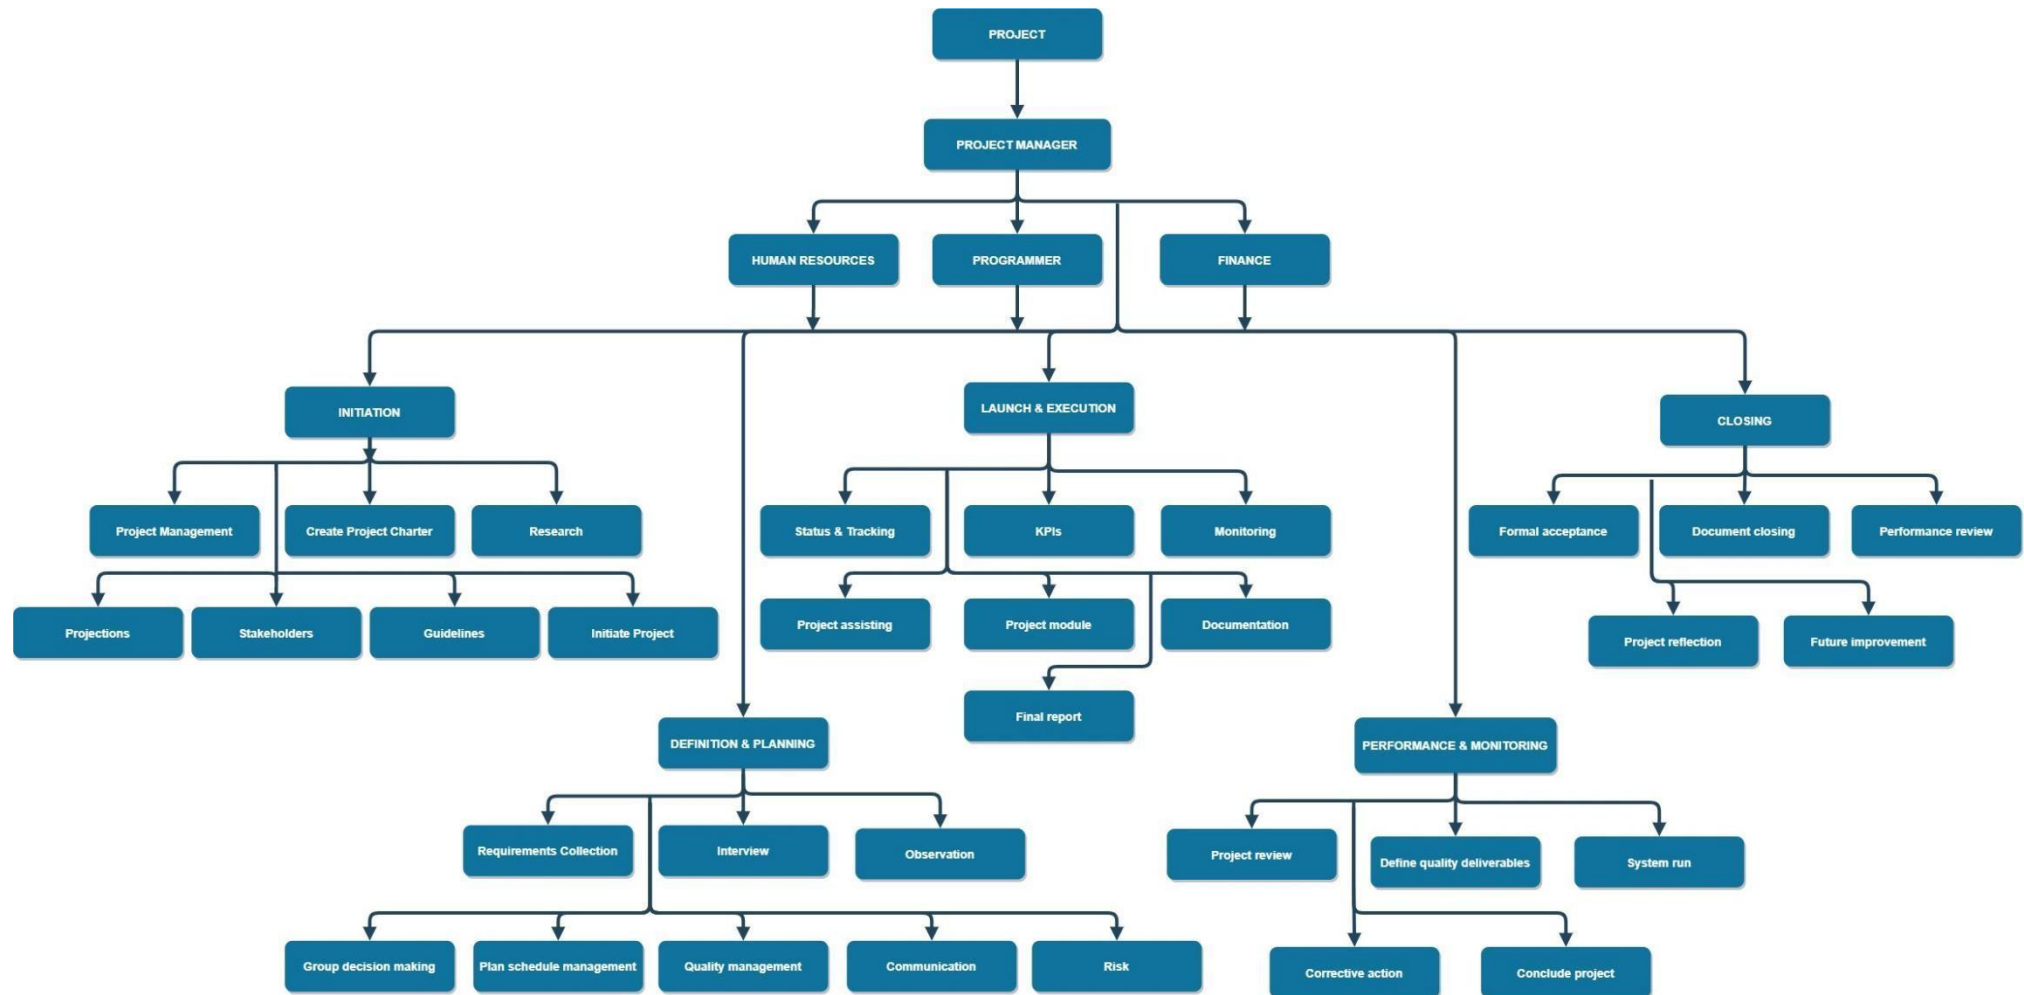 PROJECT
PROJECT MANAGER
HUMAN RESOURCES
PROGRAMMER
FINANCE
INITIATION
LAUNCH & EXECUTION
CLOSING
Project Management
Create Project Charter
Research
Status & Tracking
KPIs
Monitoring
Formal acceptance
Document closing
Performance review
Projections
Stakeholders
Guidelines
Initiate Project
Project assisting
Project module
Documentation
Project reflection
Future improvement
Final report
DEFINITION & PLANNING
PERFORMANCE & MONITORING
Requirements Collection
Interview
Observation
Project review
Define quality deliverables
System run
Group decision making
Plan schedule management
Quality management
Communication
Risk
Corrective action
Conclude project